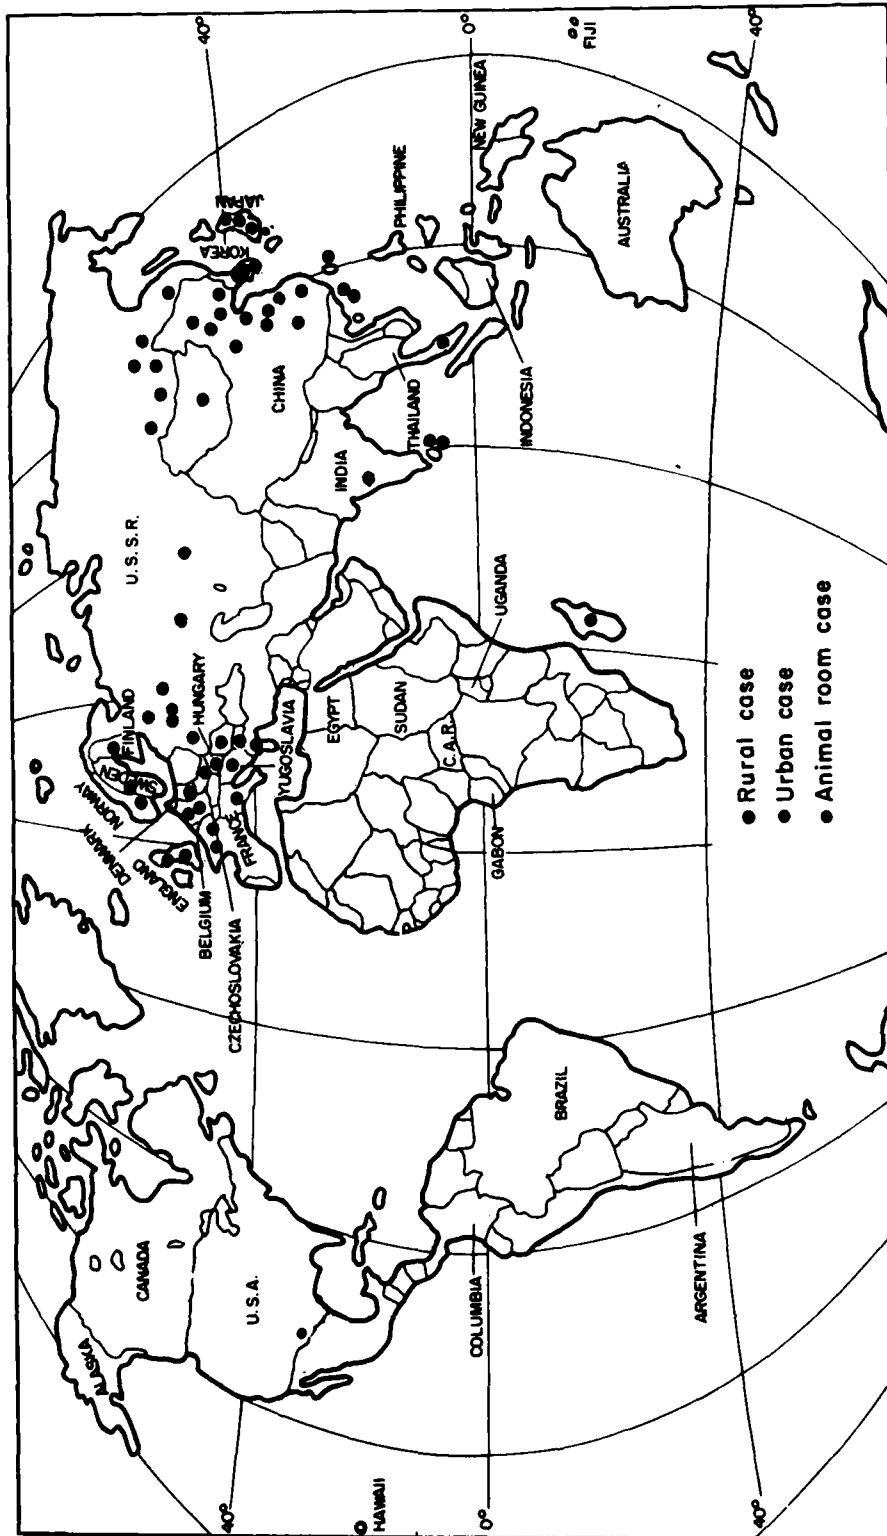 40°
0°
40°
FIJI
NEW GUINEA
JAPAN
KOREA
PHILIPPINE
AUSTRALIA
CHINA
THAILAND
INDONESIA
INDIA
U.S.S.R.
UGANDA
HUNGARY
FINLAND
SWEDEN
NORWAY
DENMARK
ENGLAND
BELGIUM
CZECHOSLOVAKIA
FRANCE
YUGOSLAVIA
EGYPT
SUDAN
C.A.R.
GABON
Rural case
Urban case
Animal room case
BRAZIL
ARGENTINA
COLUMBIA
CANADA
U.S.A.
ALASKA
HAWAII
40°
0°
40°